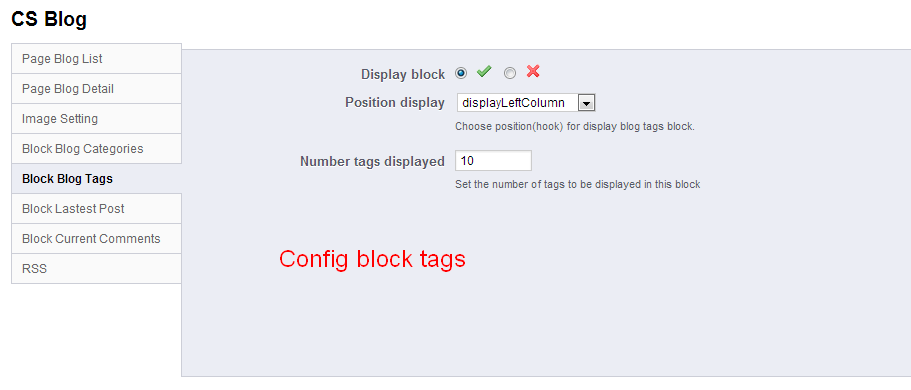 CS Blog
Page Blog List
Page Blog Detail
Image Setting
Block Blog Categories
Block Blog Tags
Block Lastest Post
Block Current Comments
RSS
Display block
Position display displayLeftColumn
Choose position(hook) for display blog tags block.
Number tags displayed 10
Set the number of tags to be displayed in this block
Config block tags